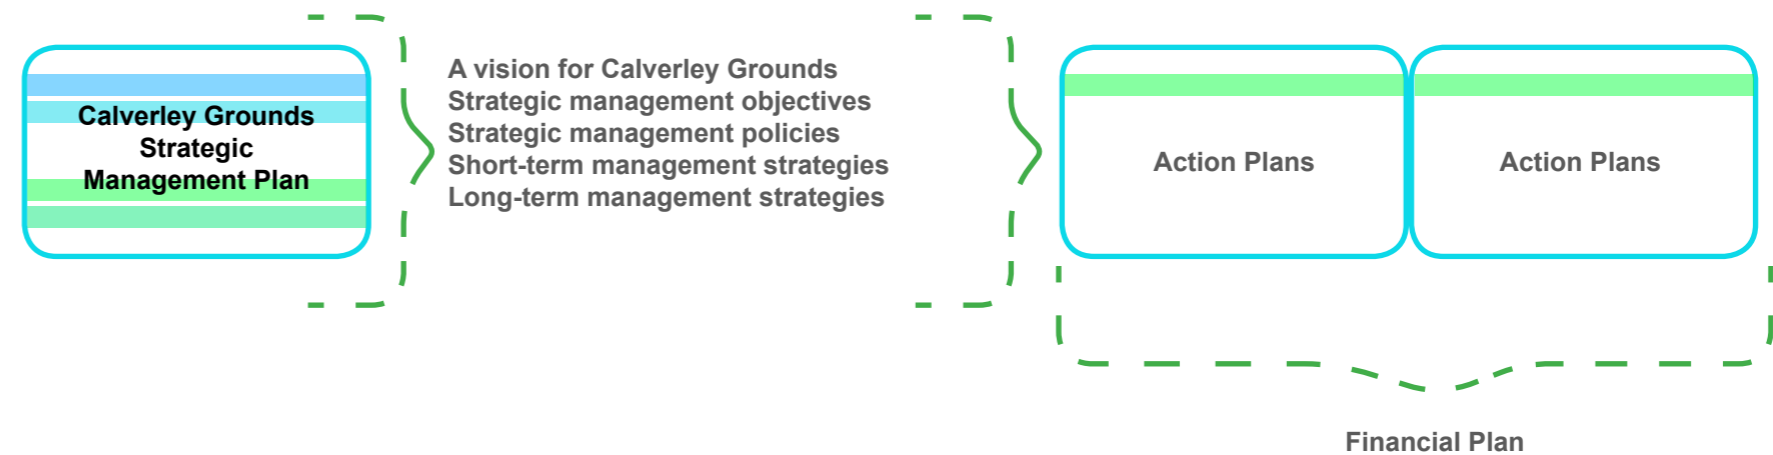 Calverley Grounds
Strategic
Management Plan
A vision for Calverley Grounds
Strategic management objectives
Strategic management policies
Short-term management strategies
Long-term management strategies
Action Plans
Action Plans
Financial Plan